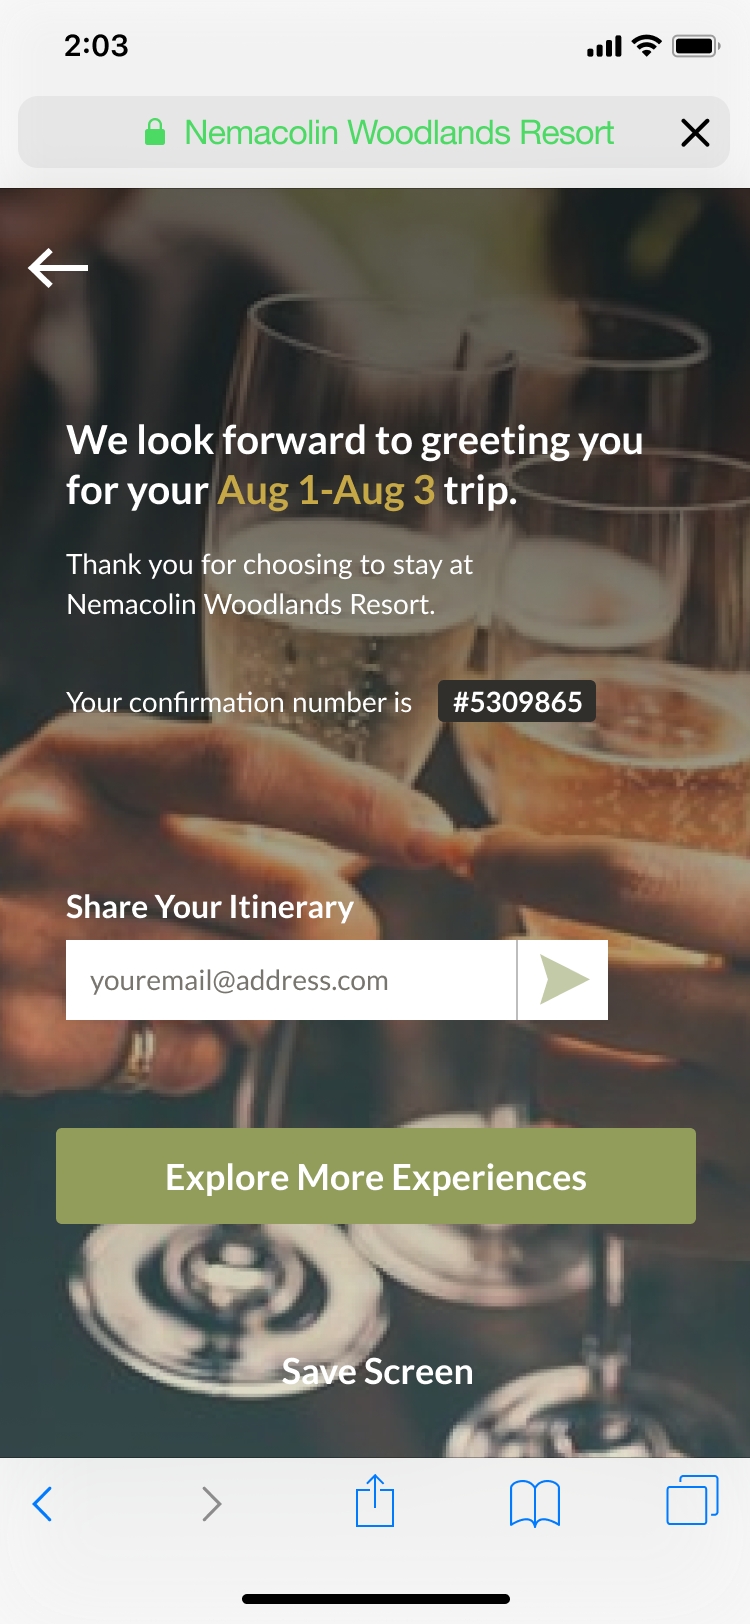 2:03
Nemacolin Woodlands Resort
We look forward to greeting you
for your Aug 1-Aug 3 trip.
Thank you for choosing to stay at
Nemacolin Woodlands Resort.
Your confirmation number is #5309865
Share Your Itinerary
youremail@address.com
Explore More Experiences
Save Screen